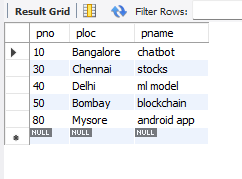 Result Grid Filter Rows:
pno ploc pname
10 Bangalore chatbot
30 Chennai stocks
40 Delhi ml model
50 Bombay blockchain
80 Mysore android app
NULL NULL NULL